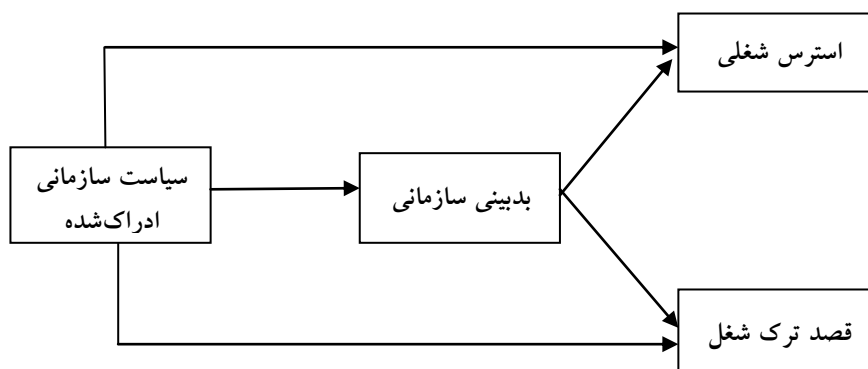 استرس شغلی
سیاست سازمانی
ادراک‌شده
بدبینی سازمانی
قصد ترک شغل